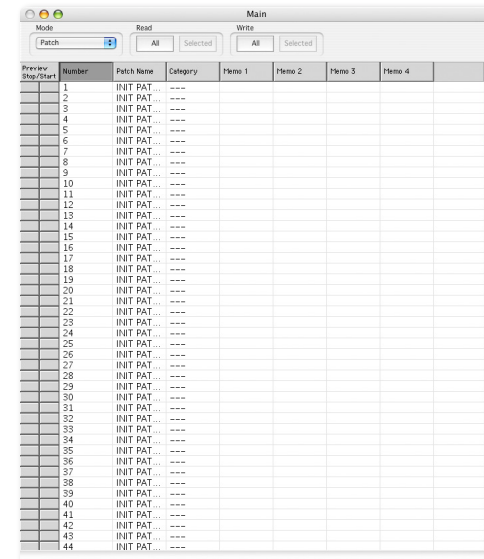 Main
Mode Read Write
Patch All Selected All Selected
Preview
Stop/Start Number Patch Name Category Memo 1 Memo 2 Memo 3 Memo 4
1 INIT PAT... ---
2 INIT PAT... ---
3 INIT PAT... ---
4 INIT PAT... ---
5 INIT PAT... ---
6 INIT PAT... ---
7 INIT PAT... ---
8 INIT PAT... ---
9 INIT PAT... ---
10 INIT PAT... ---
11 INIT PAT... ---
12 INIT PAT... ---
13 INIT PAT... ---
14 INIT PAT... ---
15 INIT PAT... ---
16 INIT PAT... ---
17 INIT PAT... ---
18 INIT PAT... ---
19 INIT PAT... ---
20 INIT PAT... ---
21 INIT PAT... ---
22 INIT PAT... ---
23 INIT PAT... ---
24 INIT PAT... ---
25 INIT PAT... ---
26 INIT PAT... ---
27 INIT PAT... ---
28 INIT PAT... ---
29 INIT PAT... ---
30 INIT PAT... ---
31 INIT PAT... ---
32 INIT PAT... ---
33 INIT PAT... ---
34 INIT PAT... ---
35 INIT PAT... ---
36 INIT PAT... ---
37 INIT PAT... ---
38 INIT PAT... ---
39 INIT PAT... ---
40 INIT PAT... ---
41 INIT PAT... ---
42 INIT PAT... ---
43 INIT PAT... ---
44 INIT PAT... ---